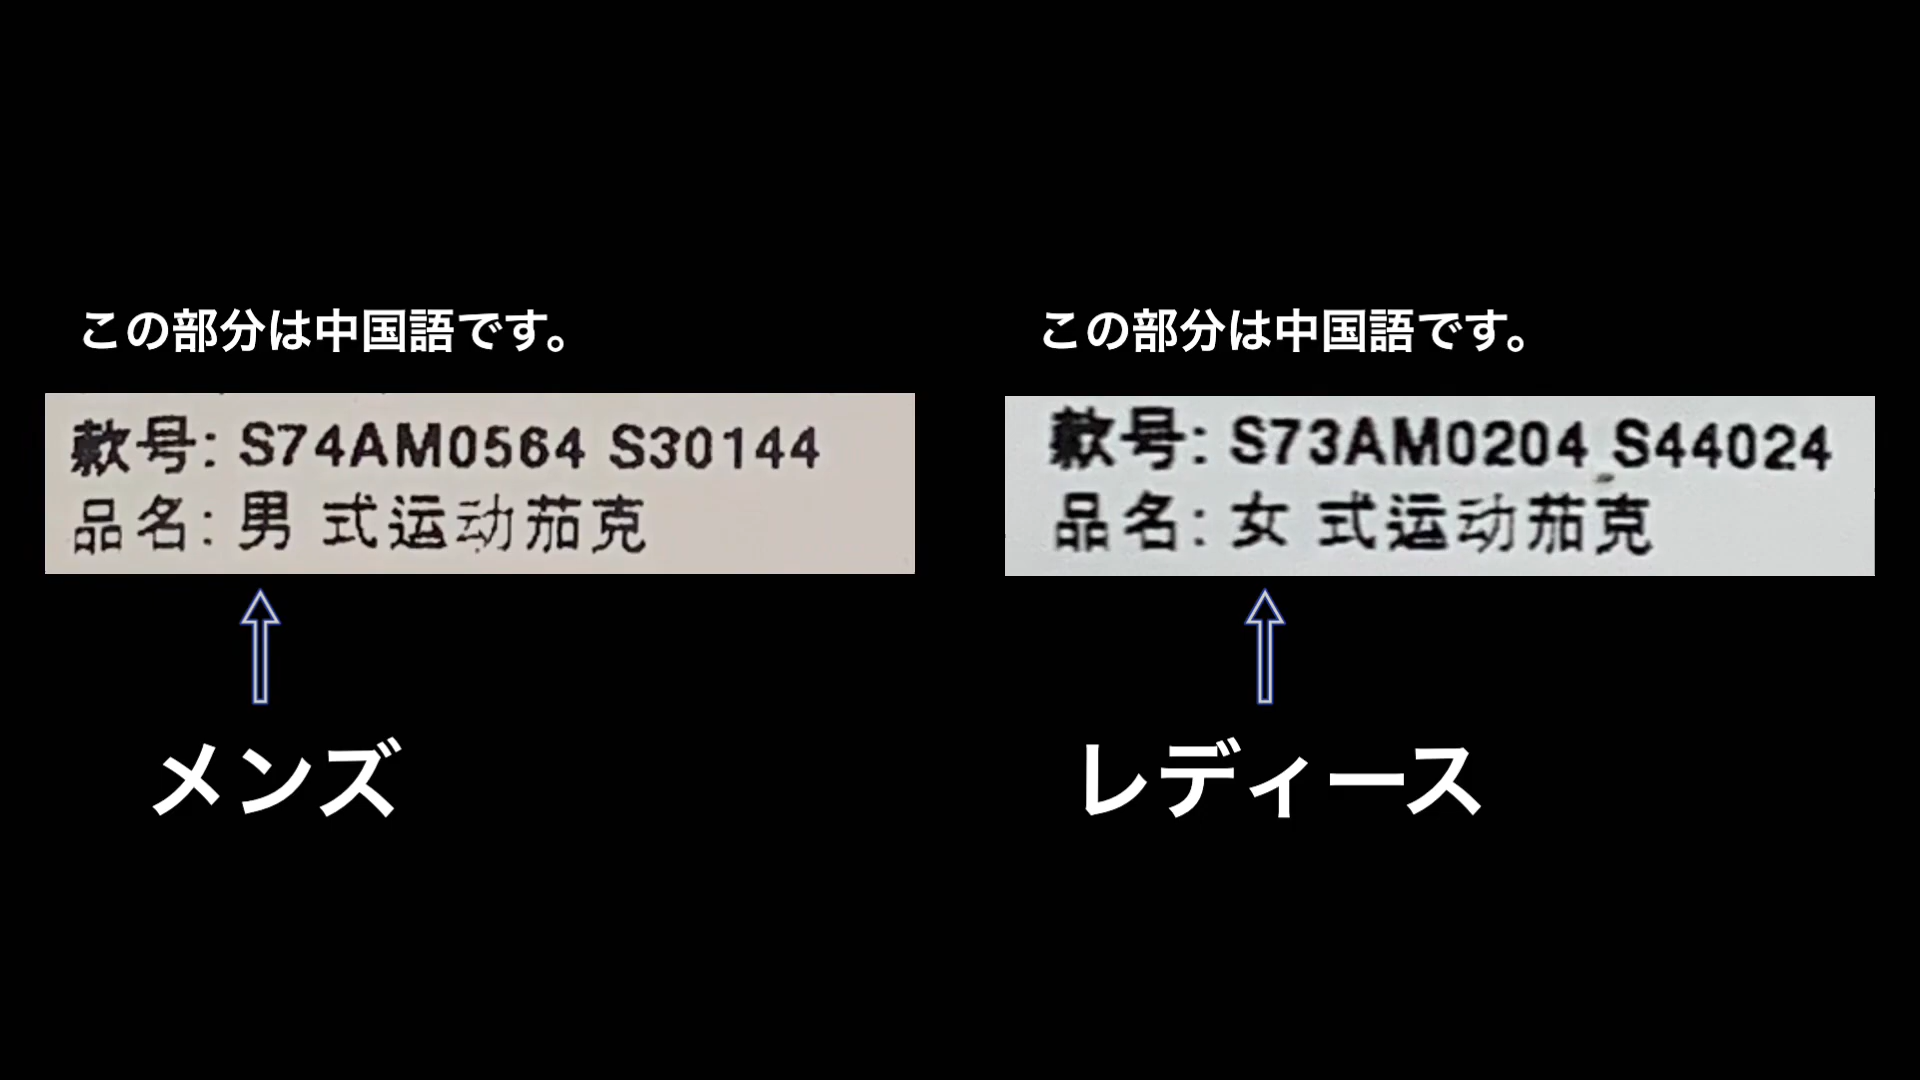 この部分は中国語です。
款号: S74AM0564 S30144
品名: 男 式运动茄克
メンズ
この部分は中国語です。
款号: S73AM0204 S44024
品名: 女 式运动茄克
レディース